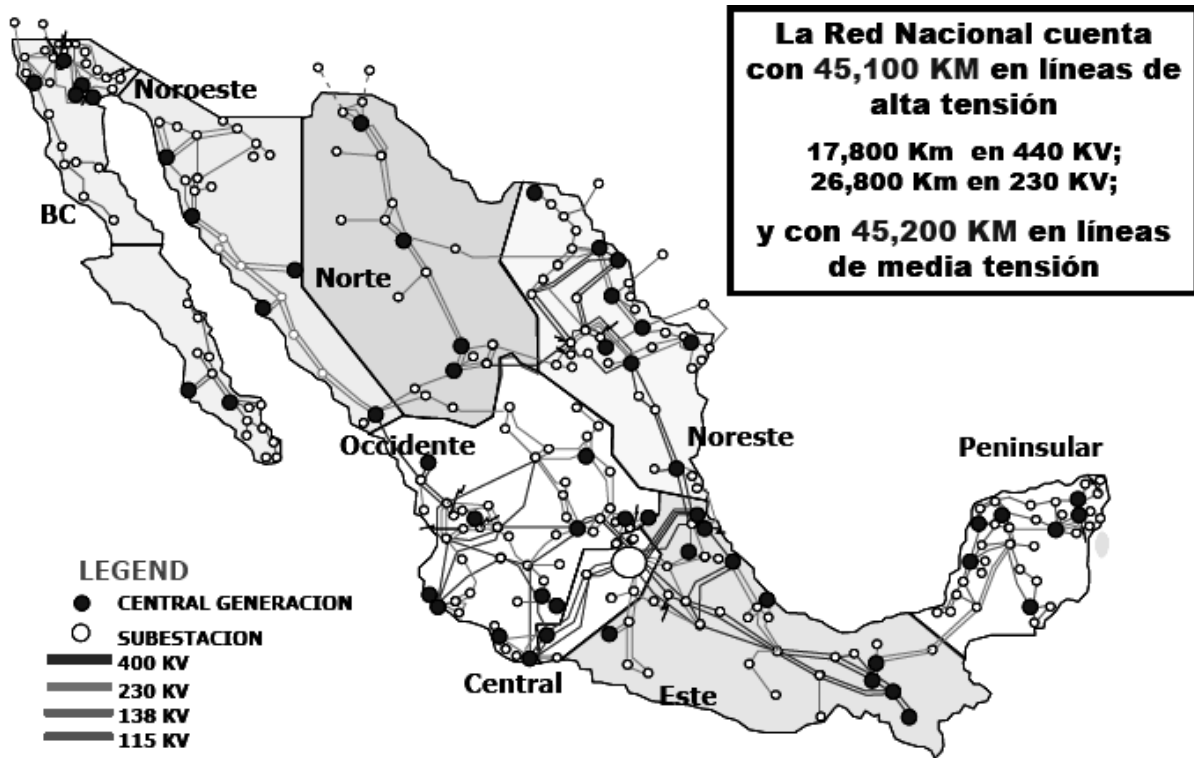 La Red Nacional cuenta
con 45,100 KM en líneas de
alta tensión
17,800 Km en 440 KV;
26,800 Km en 230 KV;
y con 45,200 KM en líneas
de media tensión
Noroeste
BC
Norte
Occidente
Noreste
Peninsular
Central
Este
LEGEND
CENTRAL GENERACION
SUBESTACION
400 KV
230 KV
138 KV
115 KV